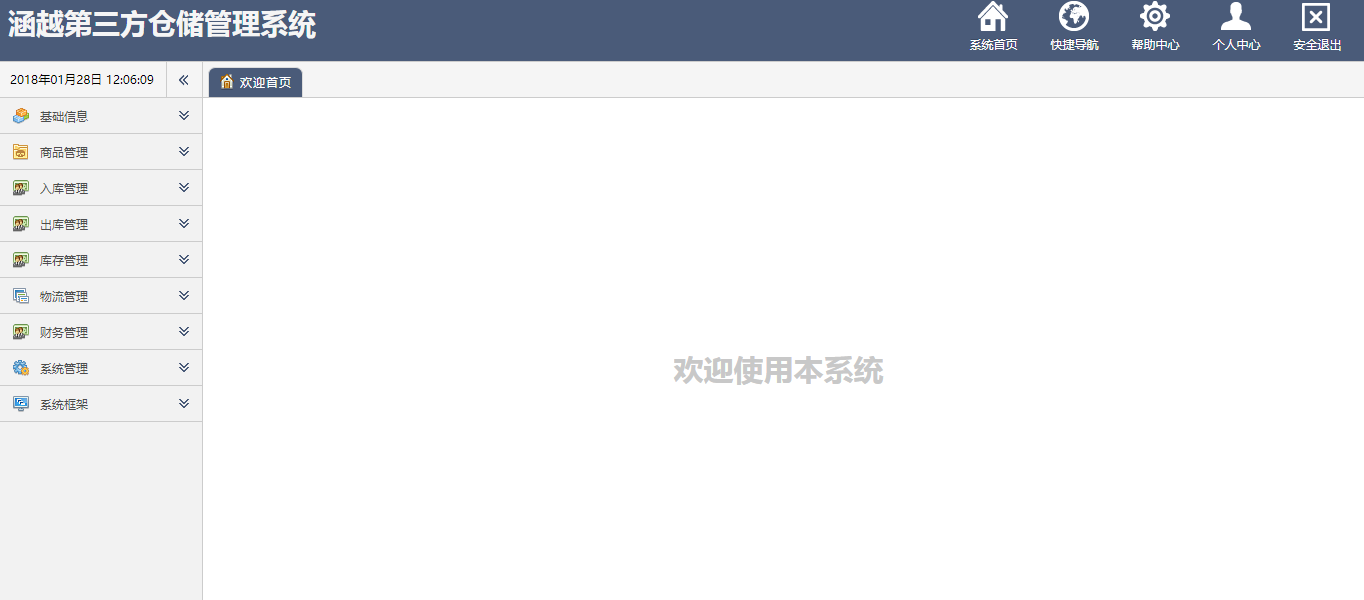 涵越第三方仓储管理系统
系统首页
快捷导航
帮助中心
个人中心
安全退出
2018年01月28日 12:06:09
欢迎首页
基础信息
商品管理
入库管理
出库管理
库存管理
物流管理
财务管理
系统管理
系统框架
欢迎使用本系统